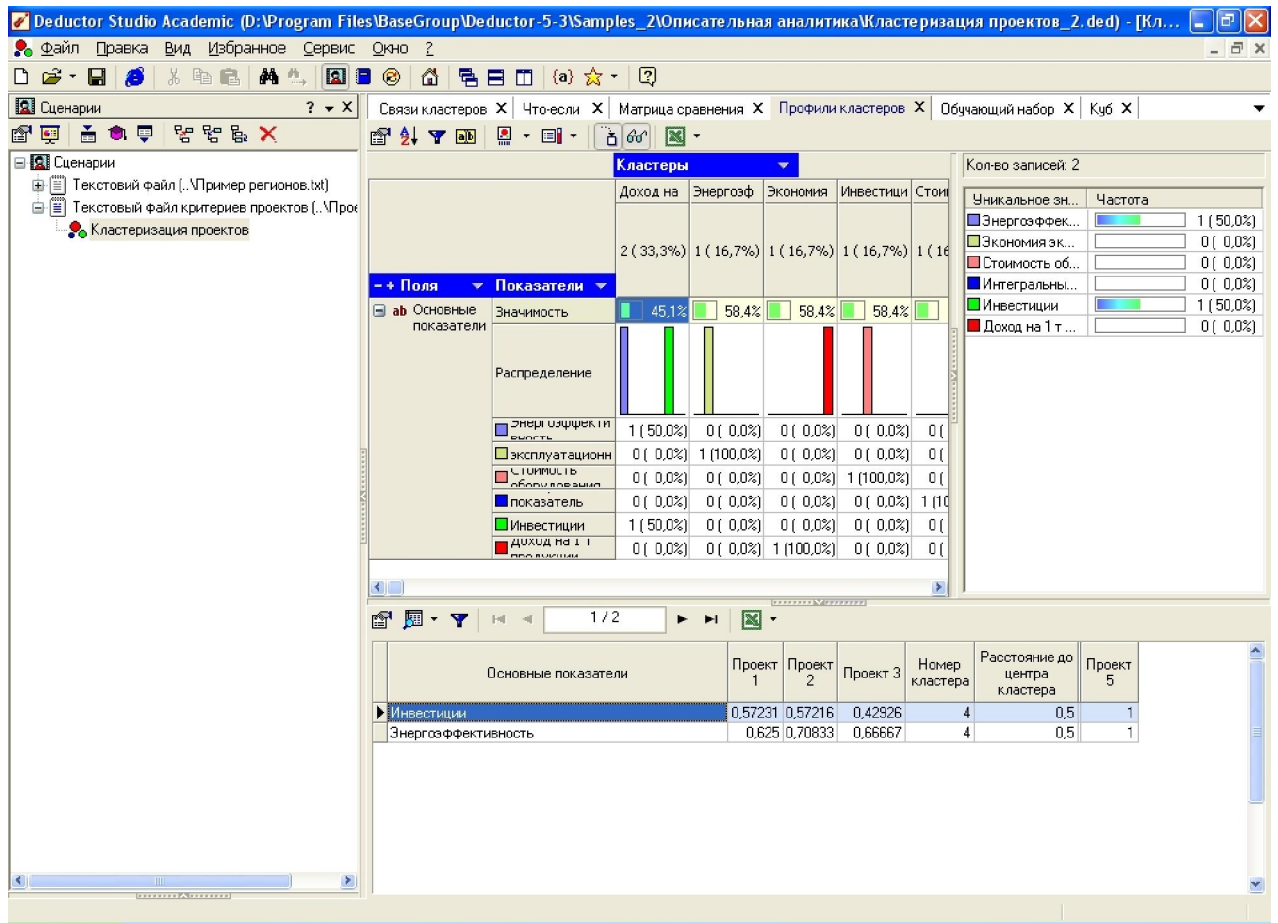 Deductor Studio Academic (D:\Program Files\BaseGroup\Deductor-5-3\Samples_2\Описательная аналитика\Кластеризация проектов_2.ded) - [Кл...
Файл Правка Вид Избранное Сервис Окно ?
Сценарии
Сценарии
Текстовый файл (..\Пример регионов.txt)
Текстовый файл критериев проектов (..\Прое
Кластеризация проектов
Связи кластеров X Что-если X Матрица сравнения X Профили кластеров X Обучающий набор X Куб X
Кластеры
Доход на Энергоэф Экономия Инвестици Стои
2 ( 33,3%) 1 ( 16,7%) 1 ( 16,7%) 1 ( 16,7%) 1 ( 16
- + Поля Показатели
ab Основные показатели
Значимость 45,1% 58,4% 58,4% 58,4%
Распределение
1 ( 50,0%) 0 ( 0,0%) 0 ( 0,0%) 0 ( 0,0%) 0 (
эксплуатационн 0 ( 0,0%) 1 (100,0%) 0 ( 0,0%) 0 ( 0,0%) 0 (
0 ( 0,0%) 0 ( 0,0%) 0 ( 0,0%) 1 (100,0%) 0 (
показатель 0 ( 0,0%) 0 ( 0,0%) 0 ( 0,0%) 0 ( 0,0%) 1 (10
Инвестиции 1 ( 50,0%) 0 ( 0,0%) 0 ( 0,0%) 0 ( 0,0%) 0 (
0 ( 0,0%) 0 ( 0,0%) 1 (100,0%) 0 ( 0,0%) 0 (
Кол-во записей: 2
Уникальное зн... Частота
Энергоэффек... 1 ( 50,0%)
Экономия эк... 0 ( 0,0%)
Стоимость об... 0 ( 0,0%)
Интегральны... 0 ( 0,0%)
Инвестиции 1 ( 50,0%)
Доход на 1 т ... 0 ( 0,0%)
1 / 2
Основные показатели Проект 1 Проект 2 Проект 3 Номер кластера Расстояние до центра кластера Проект 5
Инвестиции 0,57231 0,57216 0,42926 4 0,5 1
Энергоэффективность 0,625 0,70833 0,66667 4 0,5 1